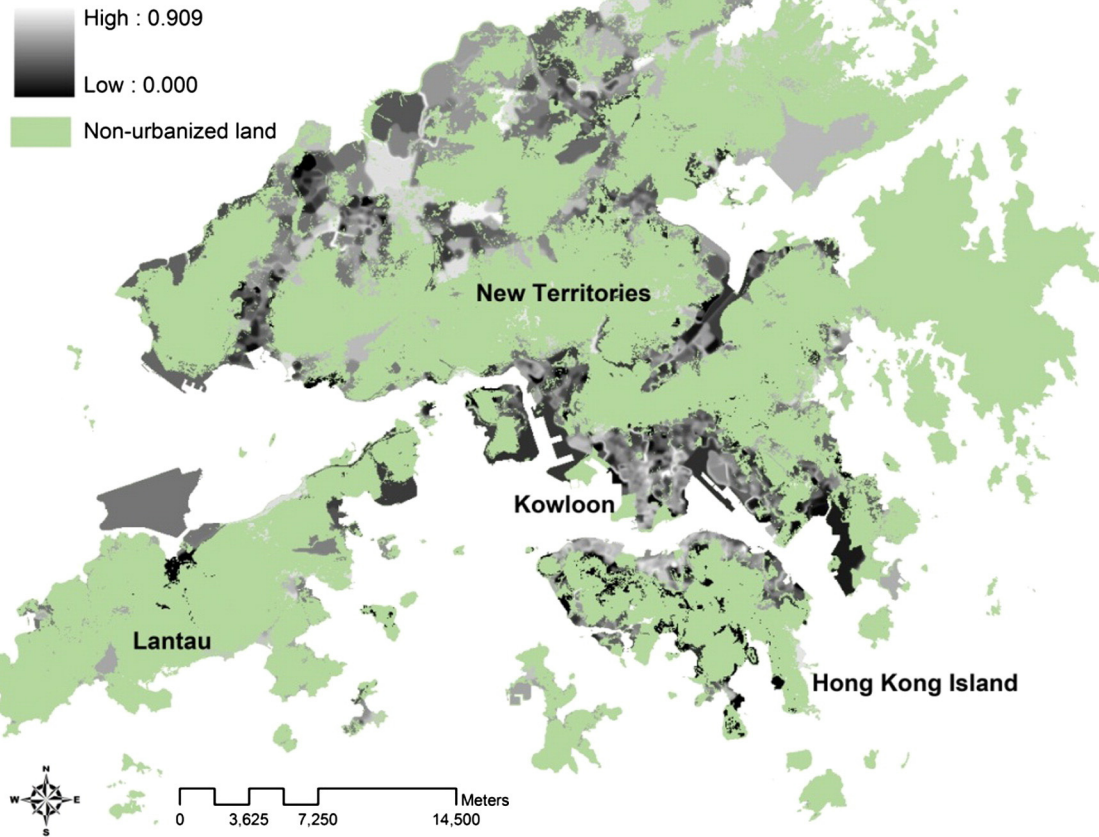 High : 0.909
Low : 0.000
Non-urbanized land
New Territories
Kowloon
Lantau
Hong Kong Island
N
W E
S
Meters
0 3,625 7,250 14,500